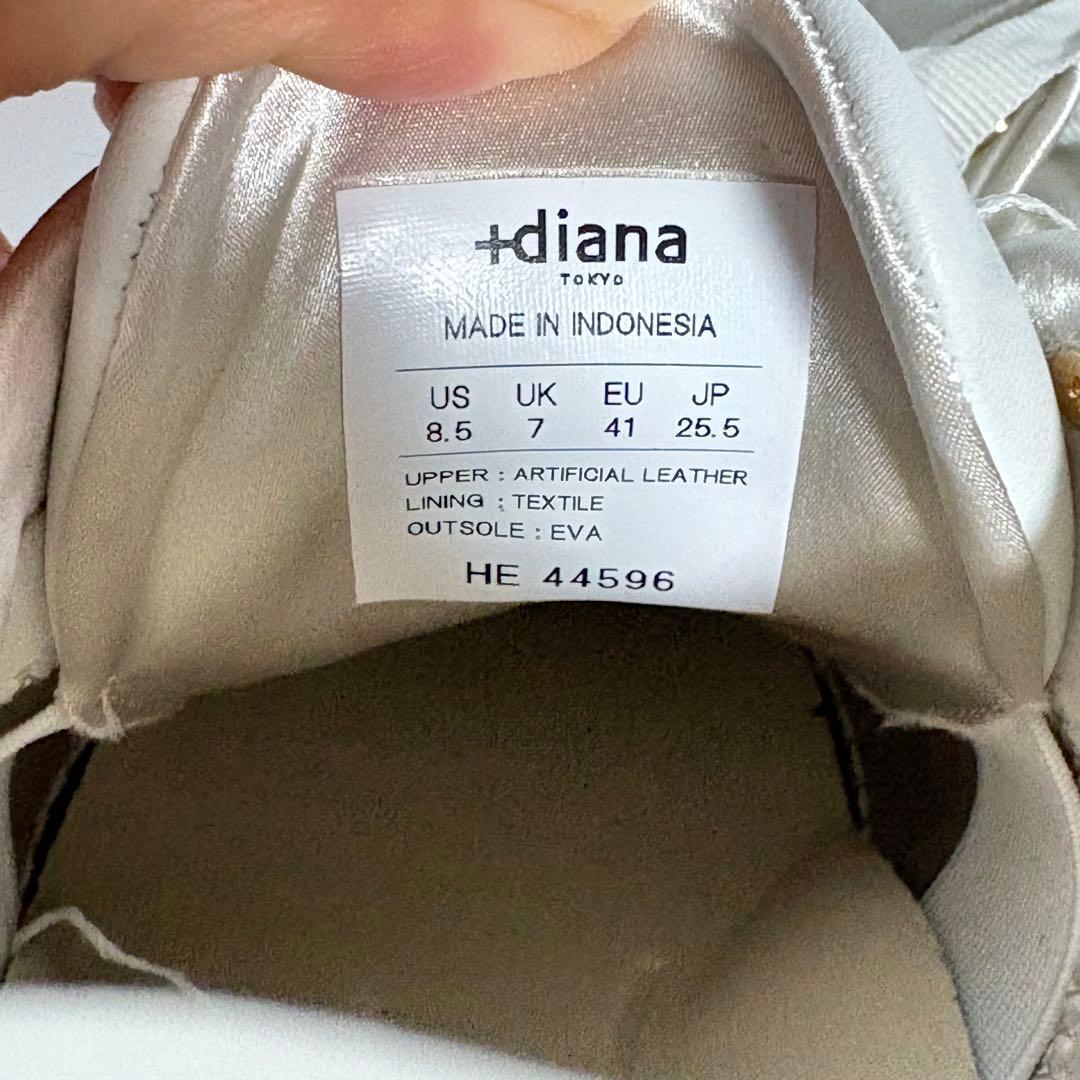 +diana
TOKYO
MADE IN INDONESIA
US UK EU JP
8.5 7 41 25.5
UPPER : ARTIFICIAL LEATHER
LINING : TEXTILE
OUTSOLE : EVA
HE 44596